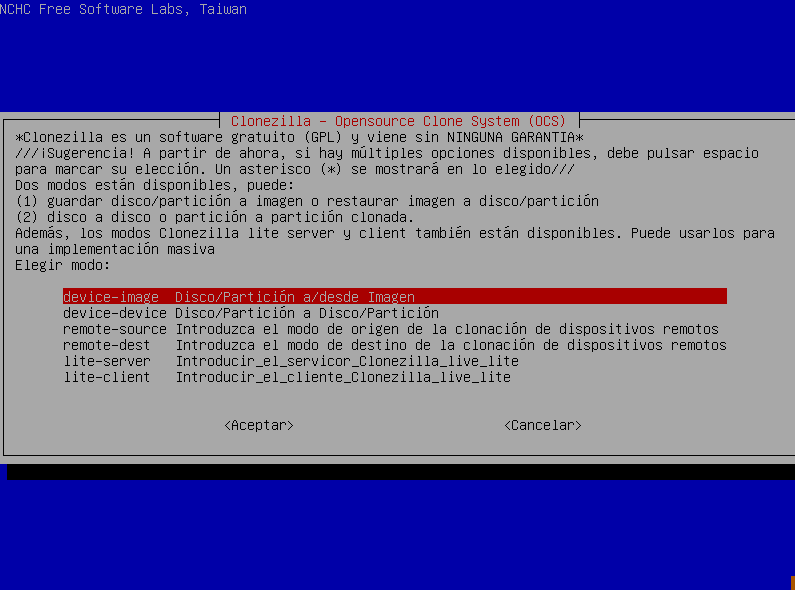 NCHC Free Software Labs, Taiwan
Clonezilla - Opensource Clone System (OCS)
*Clonezilla es un software gratuito (GPL) y viene sin NINGUNA GARANTIA*
///¡Sugerencia! A partir de ahora, si hay múltiples opciones disponibles, debe pulsar espacio
para marcar su elección. Un asterisco (*) se mostrará en lo elegido///
Dos modos están disponibles, puede:
(1) guardar disco/partición a imagen o restaurar imagen a disco/partición
(2) disco a disco o partición a partición clonada.
Además, los modos Clonezilla lite server y client también están disponibles. Puede usarlos para
una implementación masiva
Elegir modo:
device-image Disco/Partición a/desde Imagen
device-device Disco/Partición a Disco/Partición
remote-source Introduzca el modo de origen de la clonación de dispositivos remotos
remote-dest Introduzca el modo de destino de la clonación de dispositivos remotos
lite-server Introducir_el_servicor_Clonezilla_live_lite
lite-client Introducir_el_cliente_Clonezilla_live_lite
<Aceptar> <Cancelar>